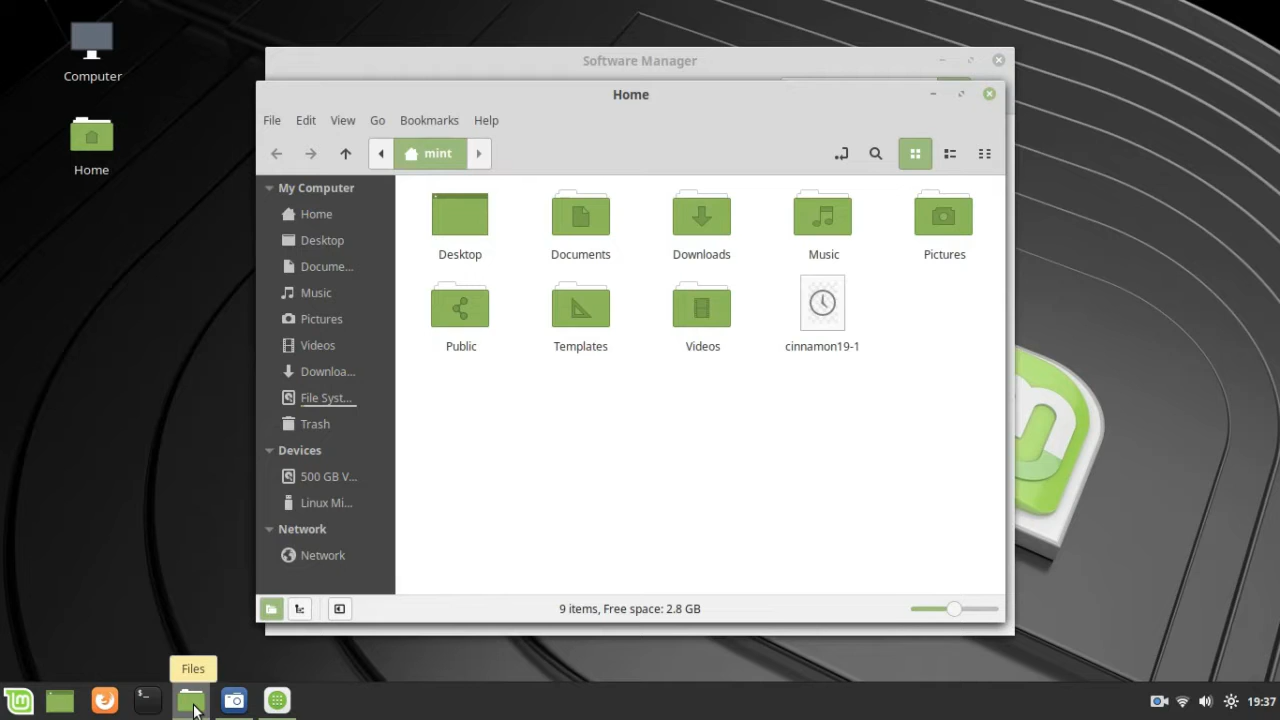 Computer
Home
Software Manager
Home
File Edit View Go Bookmarks Help
mint
My Computer
Home
Desktop
Docume...
Music
Pictures
Videos
Downloa...
File Syst...
Trash
Devices
500 GB V...
Linux Mi...
Network
Network
Desktop
Documents
Downloads
Music
Pictures
Public
Templates
Videos
cinnamon19-1
9 items, Free space: 2.8 GB
Files
$_
19:37